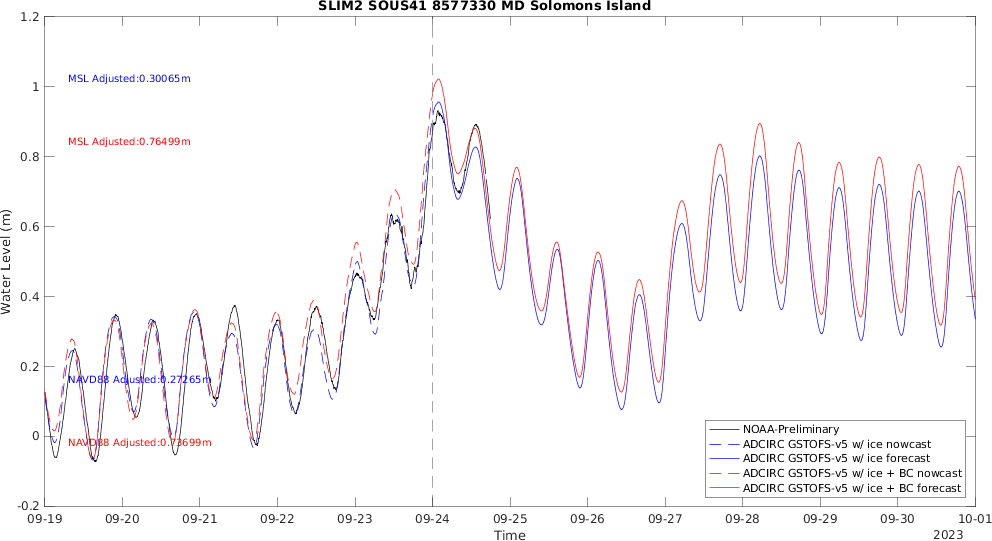 SLIM2 SOUS41 8577330 MD Solomons Island
1.2
1
0.8
0.6
0.4
0.2
0
-0.2
Water Level (m)
MSL Adjusted:0.30065m
MSL Adjusted:0.76499m
NAVD88 Adjusted:0.27265m
NAVD88 Adjusted:0.73699m
NOAA-Preliminary
ADCIRC GSTOFS-v5 w/ ice nowcast
ADCIRC GSTOFS-v5 w/ ice forecast
ADCIRC GSTOFS-v5 w/ ice + BC nowcast
ADCIRC GSTOFS-v5 w/ ice + BC forecast
09-19 09-20 09-21 09-22 09-23 09-24 09-25 09-26 09-27 09-28 09-29 09-30 10-01
Time
2023